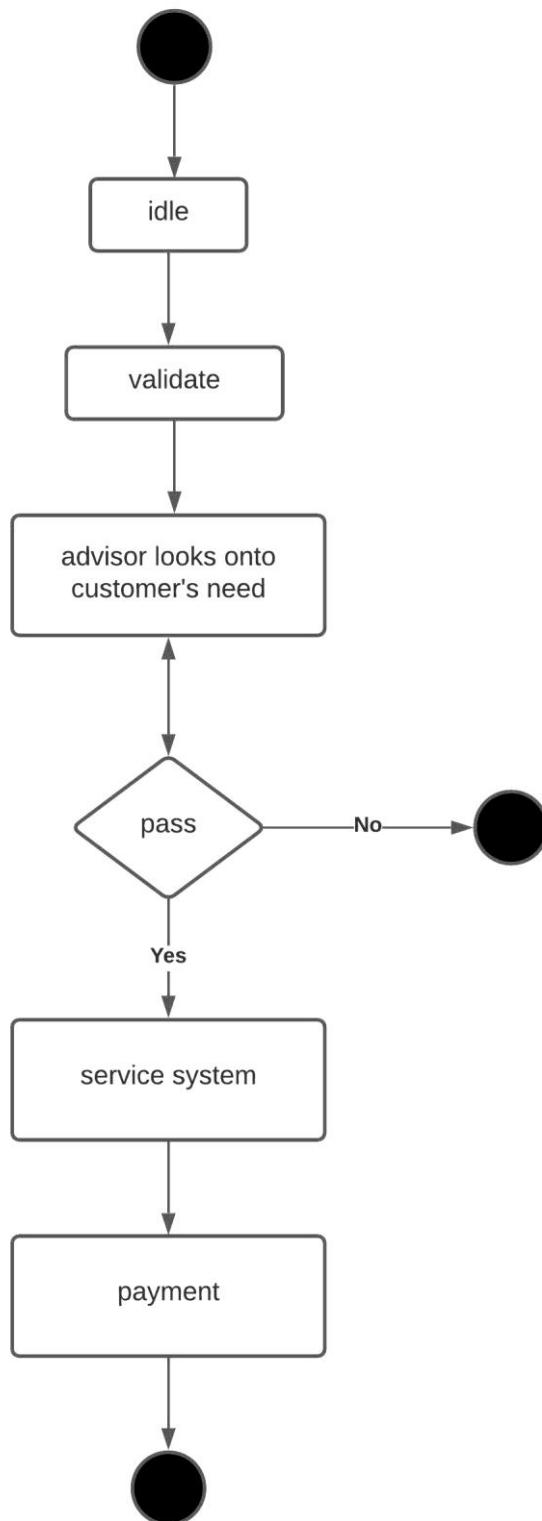 idle
validate
advisor looks onto
customer's need
pass
No
Yes
service system
payment